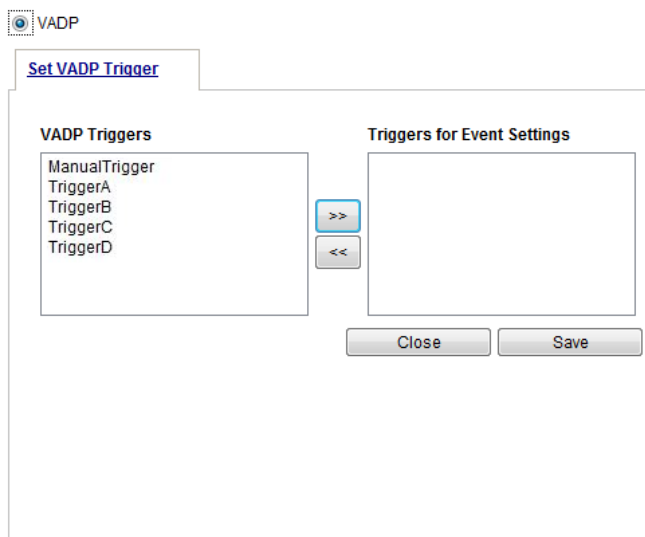 VADP
Set VADP Trigger
VADP Triggers
Triggers for Event Settings
ManualTrigger
TriggerA
TriggerB
TriggerC
TriggerD
>>
<<
Close
Save